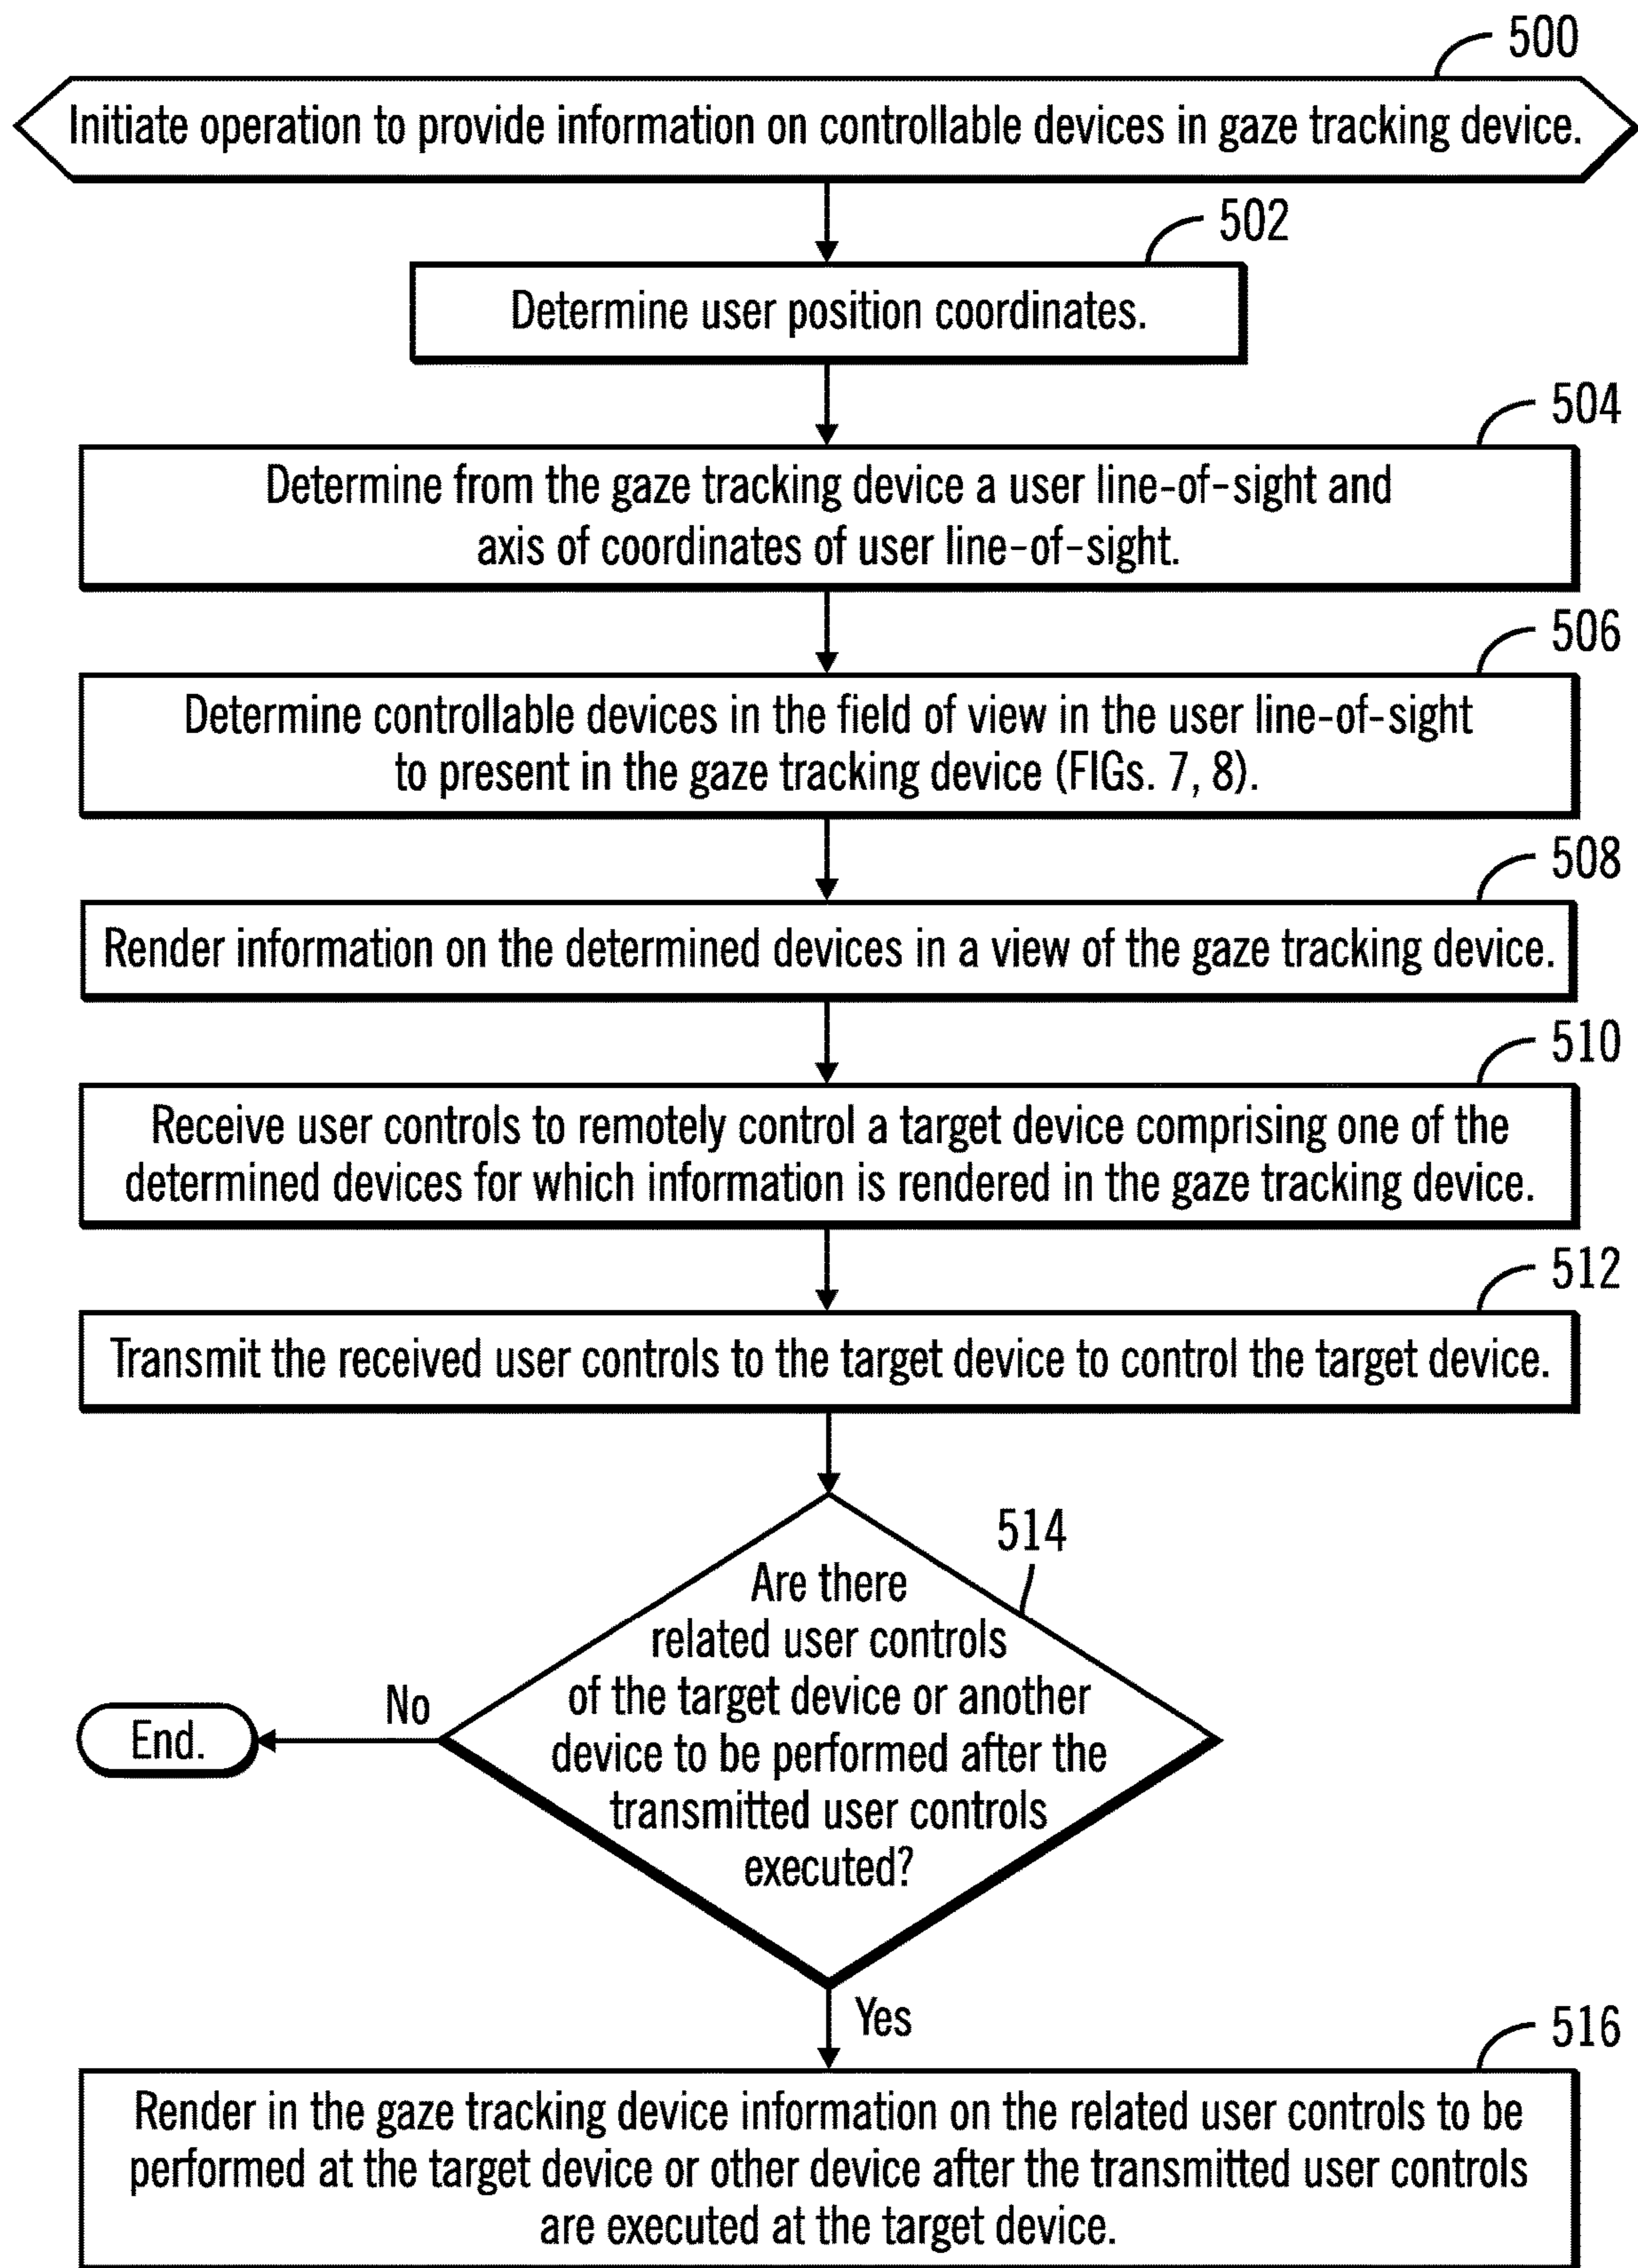 500
Initiate operation to provide information on controllable devices in gaze tracking device.
502
Determine user position coordinates.
504
Determine from the gaze tracking device a user line-of-sight and
axis of coordinates of user line-of-sight.
506
Determine controllable devices in the field of view in the user line-of-sight
to present in the gaze tracking device (FIGs. 7, 8).
508
Render information on the determined devices in a view of the gaze tracking device.
510
Receive user controls to remotely control a target device comprising one of the
determined devices for which information is rendered in the gaze tracking device.
512
Transmit the received user controls to the target device to control the target device.
514
Are there
related user controls
of the target device or another
device to be performed after the
transmitted user controls
executed?
No
End.
Yes
516
Render in the gaze tracking device information on the related user controls to be
performed at the target device or other device after the transmitted user controls
are executed at the target device.